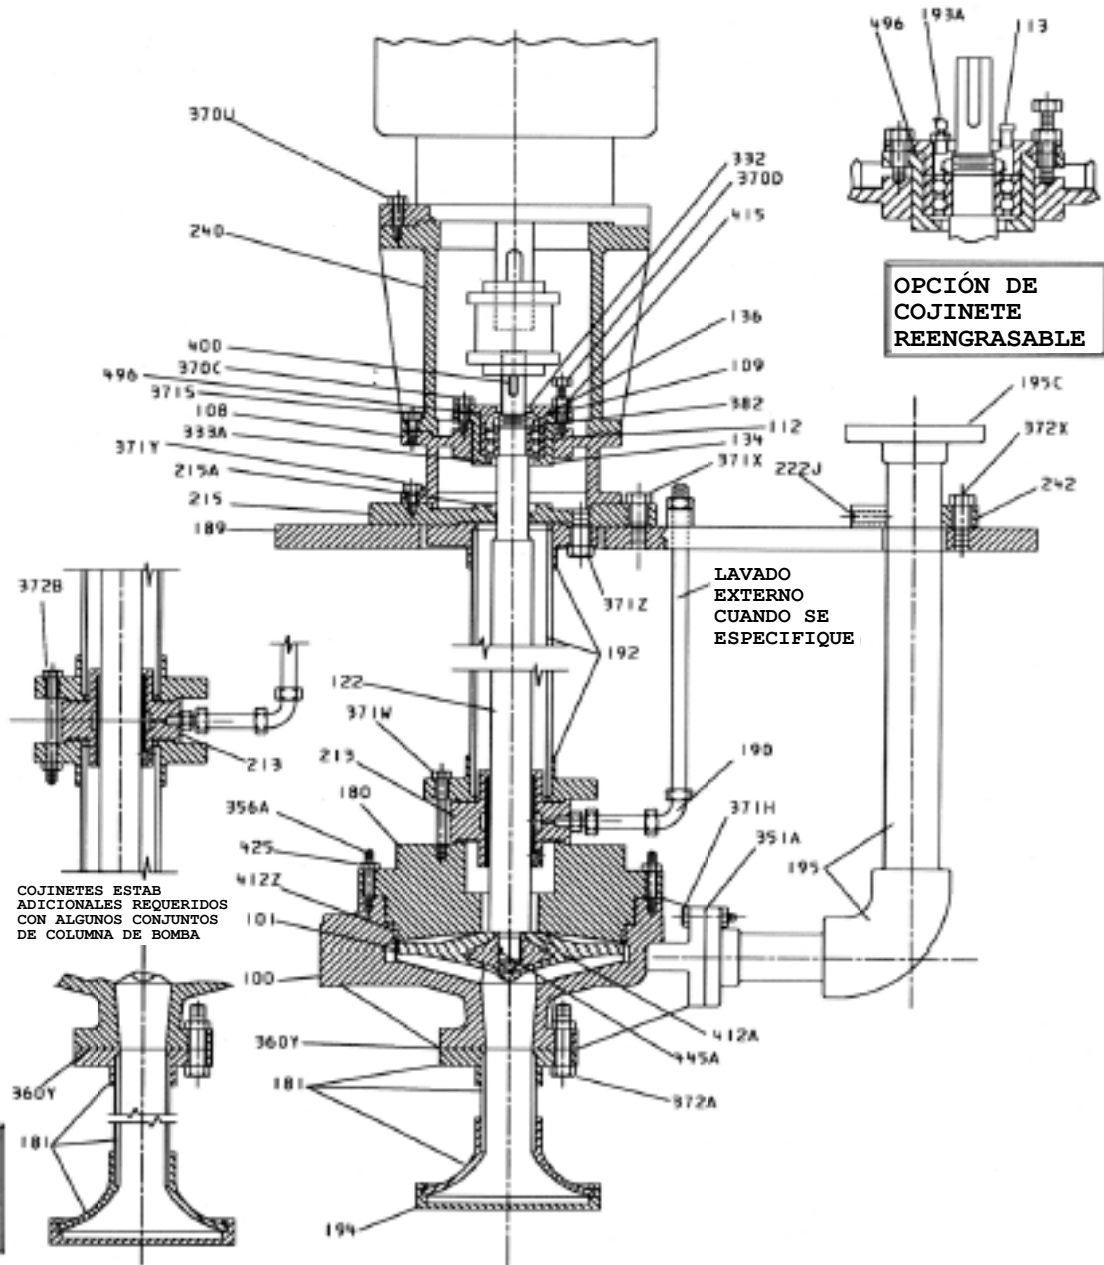 496
193A
113
370U
332
370D
415
240
OPCIÓN DE
COJINETE
REENGRASABLE
136
400
370C
496
371S
108
333A
371Y
215A
215
189
109
382
112
134
371X
195C
372X
222J
242
372B
LAVADO
EXTERNO
CUANDO SE
ESPECIFIQUE
371Z
192
122
371W
213
213
180
356A
425
412Z
101
100
190
371H
351A
195
COJINETES ESTAB
ADICIONALES REQUERIDOS
CON ALGUNOS CONJUNTOS
DE COLUMNA DE BOMBA
360Y
412A
445A
372A
360Y
181
181
194